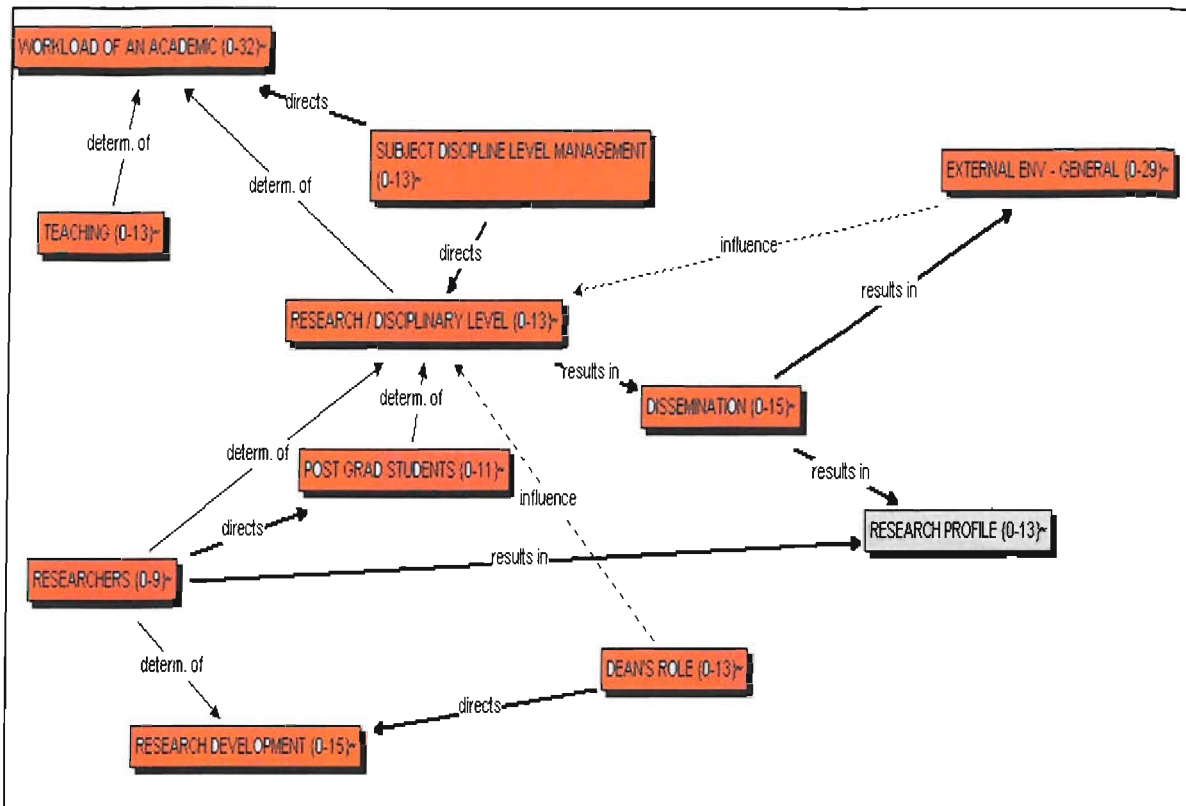 WORKLOAD OF AN ACADEMIC {0-32}~
directs
determ. of
SUBJECT DISCIPLINE LEVEL MANAGEMENT
{0-13}~
EXTERNAL ENV - GENERAL {0-29}~
determ. of
TEACHING {0-13}~
directs
influence
results in
RESEARCH / DISCIPLINARY LEVEL {0-13}~
results in
determ. of
DISSEMINATION {0-15}~
determ. of
POST GRAD STUDENTS {0-11}~
results in
influence
directs
RESEARCH PROFILE {0-13}~
results in
RESEARCHERS {0-9}~
determ. of
DEAN'S ROLE {0-13}~
directs
RESEARCH DEVELOPMENT {0-15}~